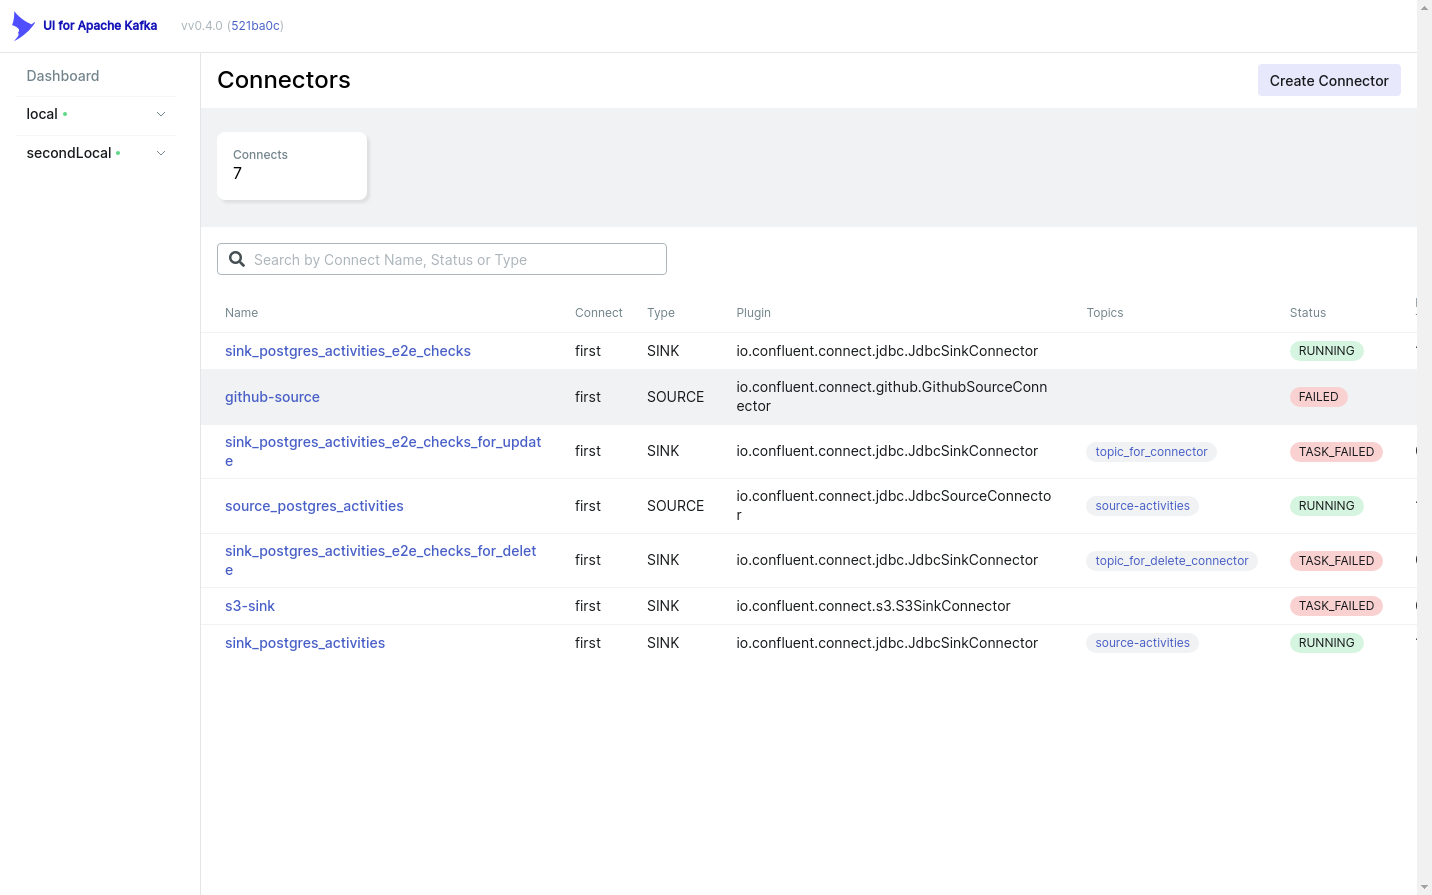 UI for Apache Kafka vv0.4.0 (521ba0c)
Dashboard
local
secondLocal
Connectors
Create Connector
Connects
7
Search by Connect Name, Status or Type
Name Connect Type Plugin Topics Status
sink_postgres_activities_e2e_checks first SINK io.confluent.connect.jdbc.JdbcSinkConnector RUNNING
github-source first SOURCE io.confluent.connect.github.GithubSourceConn
ector FAILED
sink_postgres_activities_e2e_checks_for_updat
e first SINK io.confluent.connect.jdbc.JdbcSinkConnector topic_for_connector TASK_FAILED
source_postgres_activities first SOURCE io.confluent.connect.jdbc.JdbcSourceConnecto
r source-activities RUNNING
sink_postgres_activities_e2e_checks_for_delet
e first SINK io.confluent.connect.jdbc.JdbcSinkConnector topic_for_delete_connector TASK_FAILED
s3-sink first SINK io.confluent.connect.s3.S3SinkConnector TASK_FAILED
sink_postgres_activities first SINK io.confluent.connect.jdbc.JdbcSinkConnector source-activities RUNNING